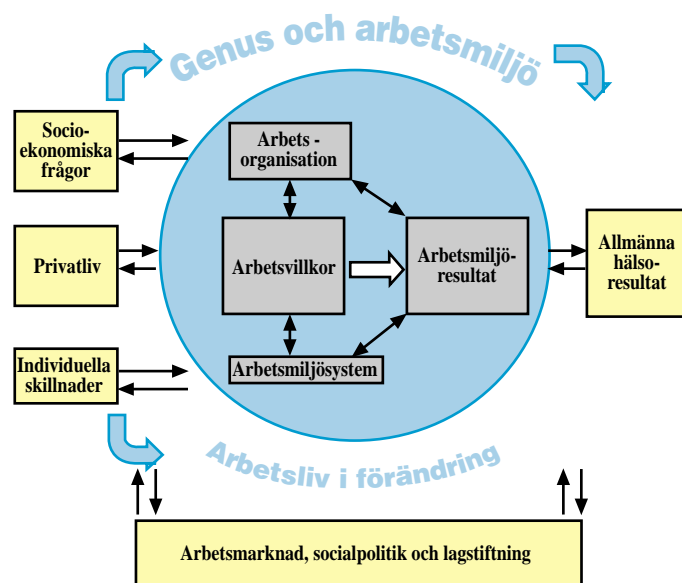 Genus och arbetsmiljö
Socio-
ekonomiska
frågor
Arbets -
organisation
Privatliv
Arbetsvillkor
Arbetsmiljö-
resultat
Allmänna
hälso-
resultat
Individuella
skillnader
Arbetsmiljösystem
Arbetsliv i förändring
Arbetsmarknad, socialpolitik och lagstiftning